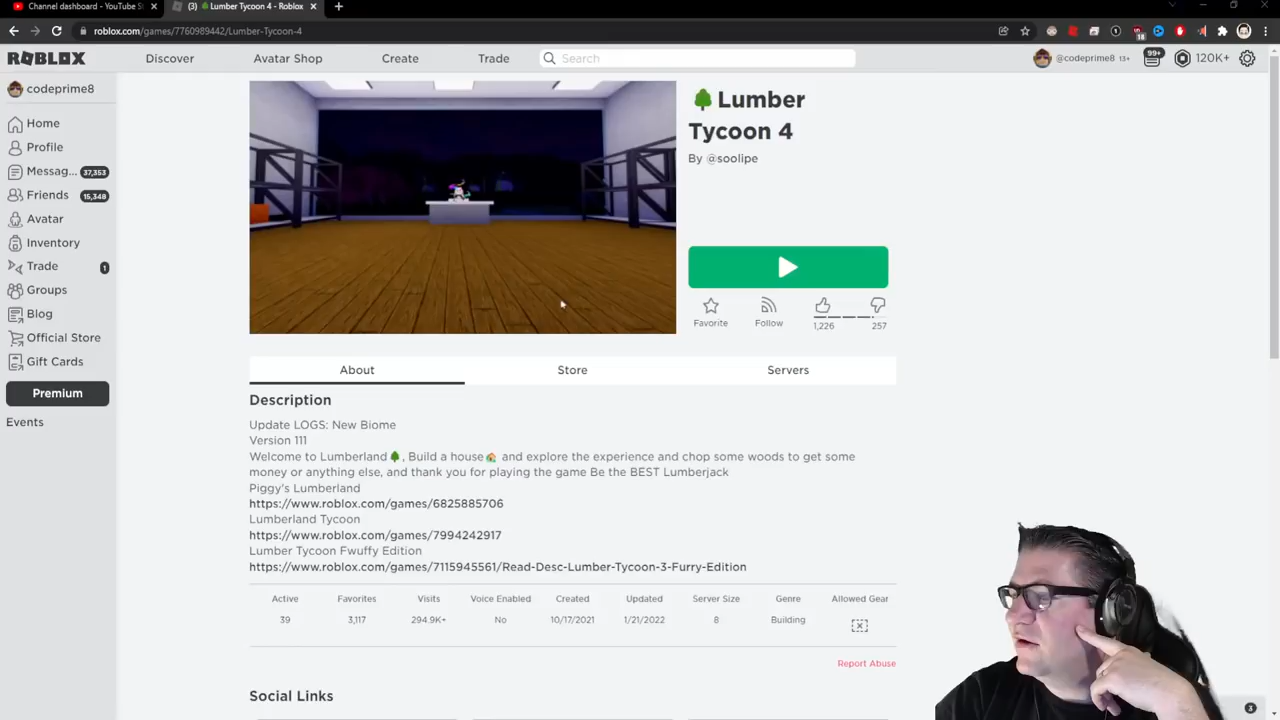 Channel dashboard - YouTube S
(3) 🌲Lumber Tycoon 4 - Roblox
roblox.com/games/7760989442/Lumber-Tycoon-4
ROBLOX
Discover
Avatar Shop
Create
Trade
Search
@codeprime8 13+
99+
120K+
codeprime8
Home
Profile
Messag... 37,353
Friends 15,348
Avatar
Inventory
Trade 1
Groups
Blog
Official Store
Gift Cards
Premium
Events
🌳Lumber
Tycoon 4
By @soolipe
Favorite
Follow
1,226
257
About
Store
Servers
Description
Update LOGS: New Biome
Version 111
Welcome to Lumberland🌳, Build a house🏠 and explore the experience and chop some woods to get some
money or anything else, and thank you for playing the game Be the BEST Lumberjack
Piggy's Lumberland
https://www.roblox.com/games/6825885706
Lumberland Tycoon
https://www.roblox.com/games/7994242917
Lumber Tycoon Fwuffy Edition
https://www.roblox.com/games/7115945561/Read-Desc-Lumber-Tycoon-3-Furry-Edition
Active Favorites Visits Voice Enabled Created Updated Server Size Genre Allowed Gear
39 3,117 294.9K+ No 10/17/2021 1/21/2022 8 Building
Report Abuse
Social Links
3